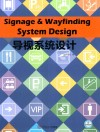 Signage & Wayfinding
System Design
导视系统设计
P
VIP